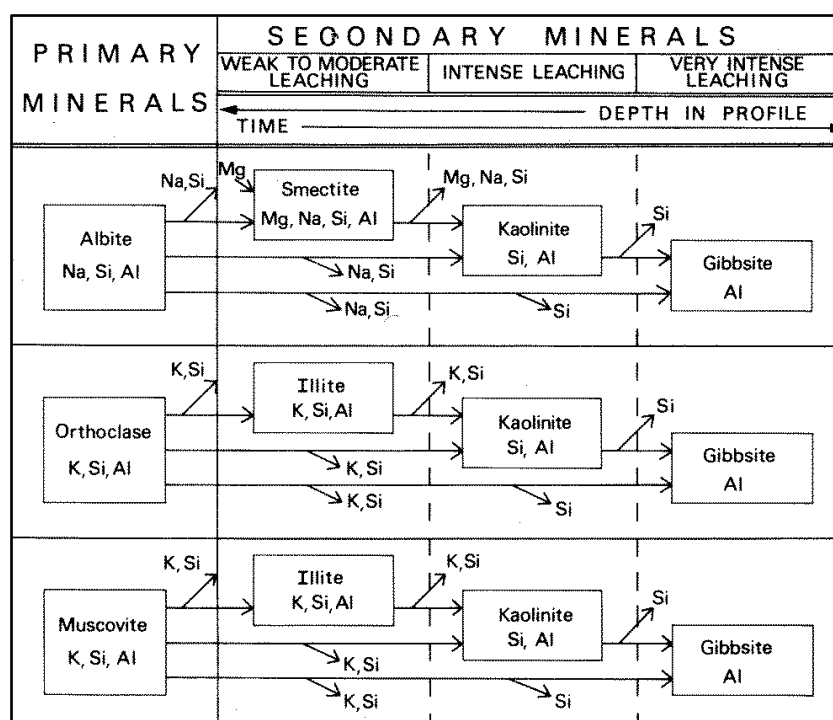 PRIMARY MINERALS
SECONDARY MINERALS
WEAK TO MODERATE LEACHING
INTENSE LEACHING
VERY INTENSE LEACHING
DEPTH IN PROFILE
TIME
Na, Si
Mg
Smectite
Mg, Na, Si, Al
Mg, Na, Si
Albite
Na, Si, Al
Kaolinite
Si, Al
Si
Gibbsite
Al
Na, Si
Na, Si
Si
K, Si
Illite
K, Si, Al
K, Si
Orthoclase
K, Si, Al
Kaolinite
Si, Al
Si
Gibbsite
Al
K, Si
K, Si
Si
K, Si
Illite
K, Si, Al
K, Si
Muscovite
K, Si, Al
Kaolinite
Si, Al
Si
Gibbsite
Al
K, Si
K, Si
Si